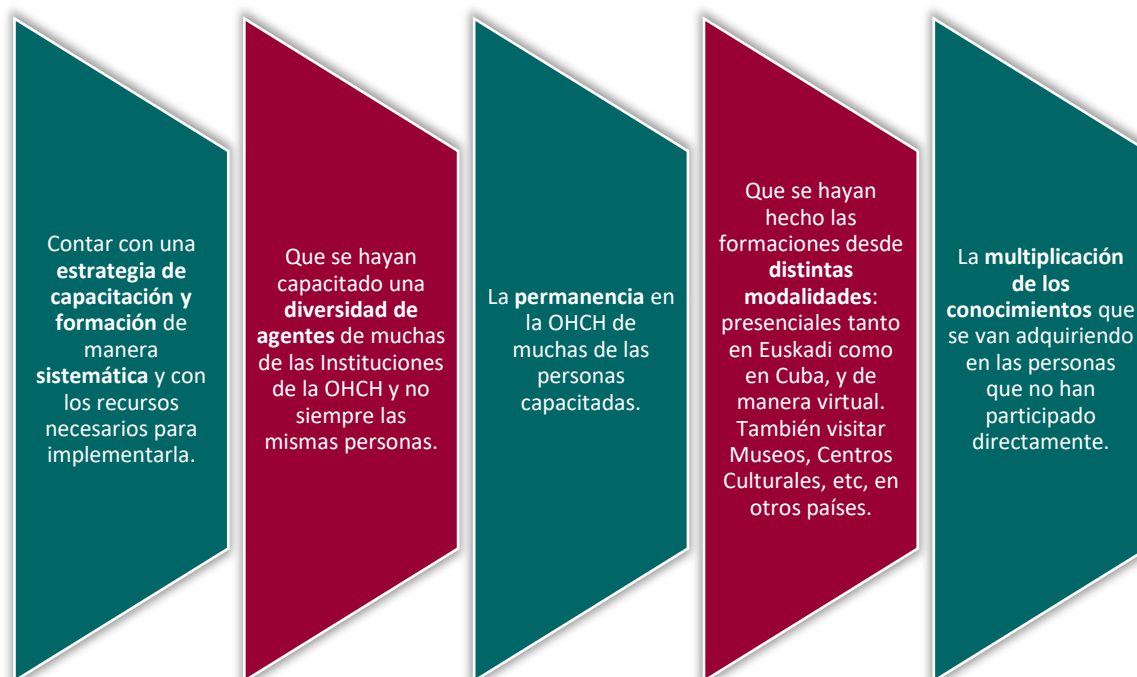 Contar con una
estrategia de
capacitación y
formación de
manera
sistemática y con
los recursos
necesarios para
implementarla.
Que se hayan
capacitado una
diversidad de
agentes de muchas
de las Instituciones
de la OHCH y no
siempre las
mismas personas.
La permanencia en
la OHCH de
muchas de las
personas
capacitadas.
Que se hayan
hecho las
formaciones desde
distintas
modalidades:
presenciales tanto
en Euskadi como
en Cuba, y de
manera virtual.
También visitar
Museos, Centros
Culturales, etc, en
otros países.
La multiplicación
de los
conocimientos que
se van adquiriendo
en las personas
que no han
participado
directamente.